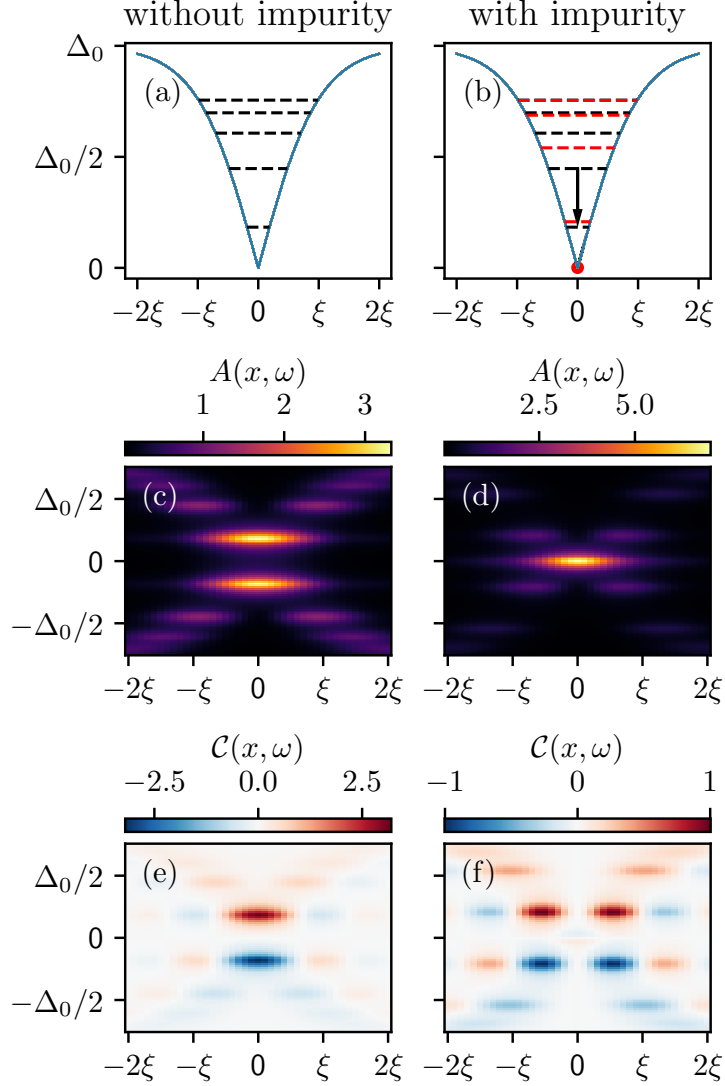 without impurity with impurity
Δ₀
(a) (b)
Δ₀/2
0
−2ξ −ξ 0 ξ 2ξ −2ξ −ξ 0 ξ 2ξ
A(x, ω) A(x, ω)
1 2 3 2.5 5.0
Δ₀/2
(c) (d)
0
−Δ₀/2
−2ξ −ξ 0 ξ 2ξ −2ξ −ξ 0 ξ 2ξ
𝒞(x, ω) 𝒞(x, ω)
−2.5 0.0 2.5 −1 0 1
Δ₀/2
(e) (f)
0
−Δ₀/2
−2ξ −ξ 0 ξ 2ξ −2ξ −ξ 0 ξ 2ξ